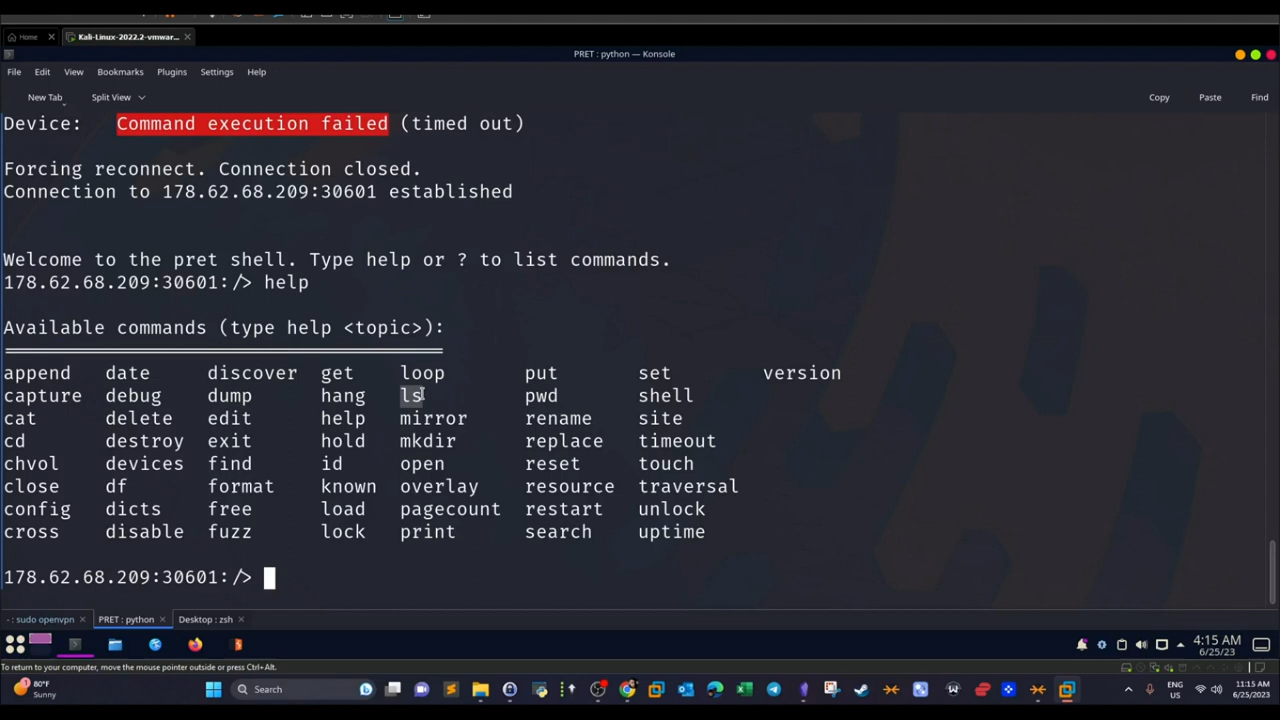 Home
Kali-Linux-2022.2-vmwar...
PRET : python — Konsole
File Edit View Bookmarks Plugins Settings Help
New Tab Split View Copy Paste Find
Device: Command execution failed (timed out)
Forcing reconnect. Connection closed.
Connection to 178.62.68.209:30601 established
Welcome to the pret shell. Type help or ? to list commands.
178.62.68.209:30601:/> help
Available commands (type help <topic>):
append date discover get loop put set version
capture debug dump hang ls pwd shell
cat delete edit help mirror rename site
cd destroy exit hold mkdir replace timeout
chvol devices find id open reset touch
close df format known overlay resource traversal
config dicts free load pagecount restart unlock
cross disable fuzz lock print search uptime
178.62.68.209:30601:/>
- : sudo openvpn PRET : python Desktop : zsh
4:15 AM
6/25/23
To return to your computer, move the mouse pointer outside or press Ctrl+Alt.
80°F
Sunny
Search
ENG
US
11:15 AM
6/25/2023